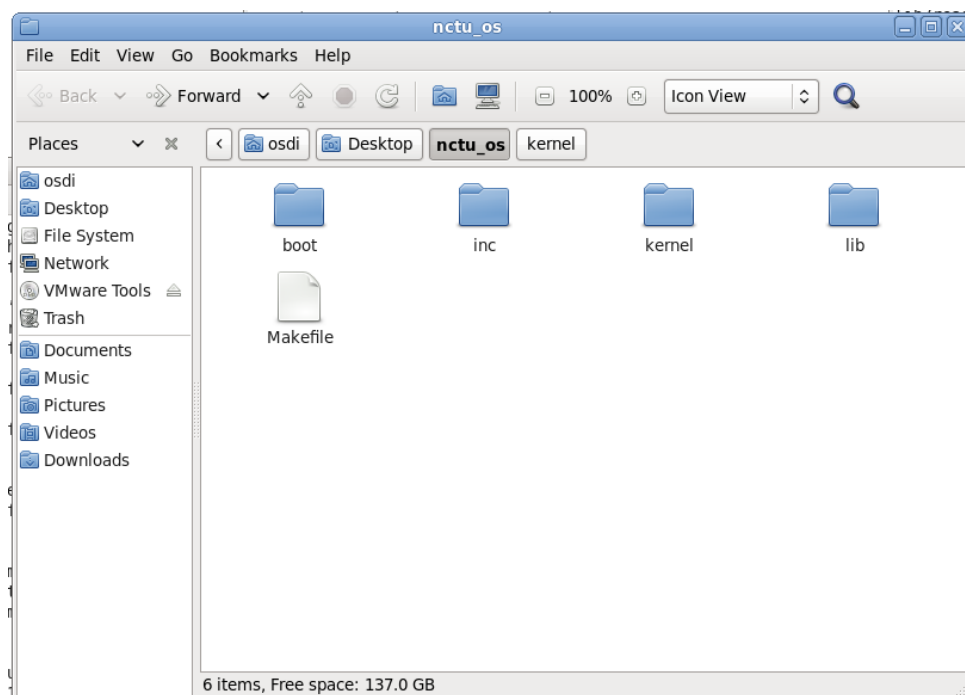 nctu_os
File Edit View Go Bookmarks Help
Back Forward 100% Icon View
Places osdi Desktop nctu_os kernel
osdi
Desktop
File System
Network
VMware Tools
Trash
Documents
Music
Pictures
Videos
Downloads
boot inc kernel lib
Makefile
6 items, Free space: 137.0 GB